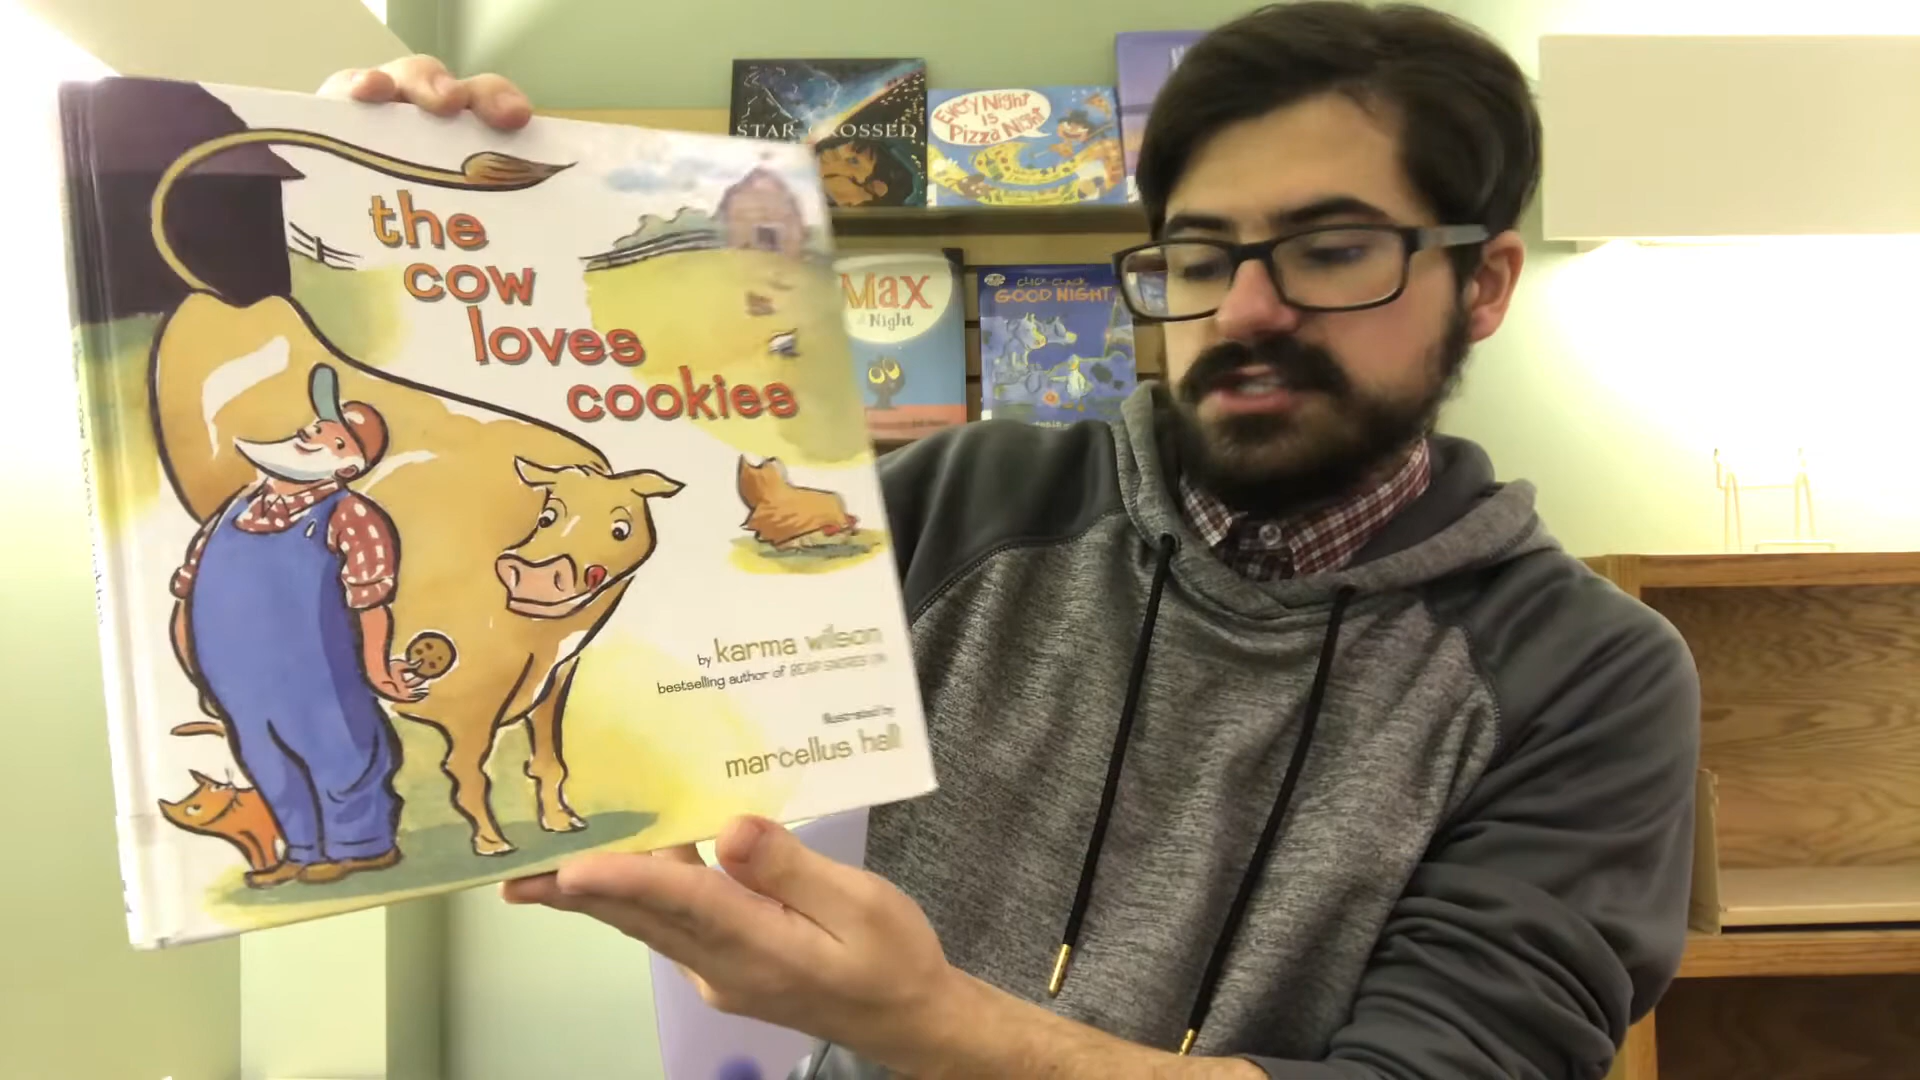 the
cow
loves
cookies
by karma wilson
bestselling author of BEAR SNORES ON
illustrated by
marcellus hall
STAR CROSSED
Every Night
is
Pizza Night
Max
at Night
CLICK CLACK
GOOD NIGHT